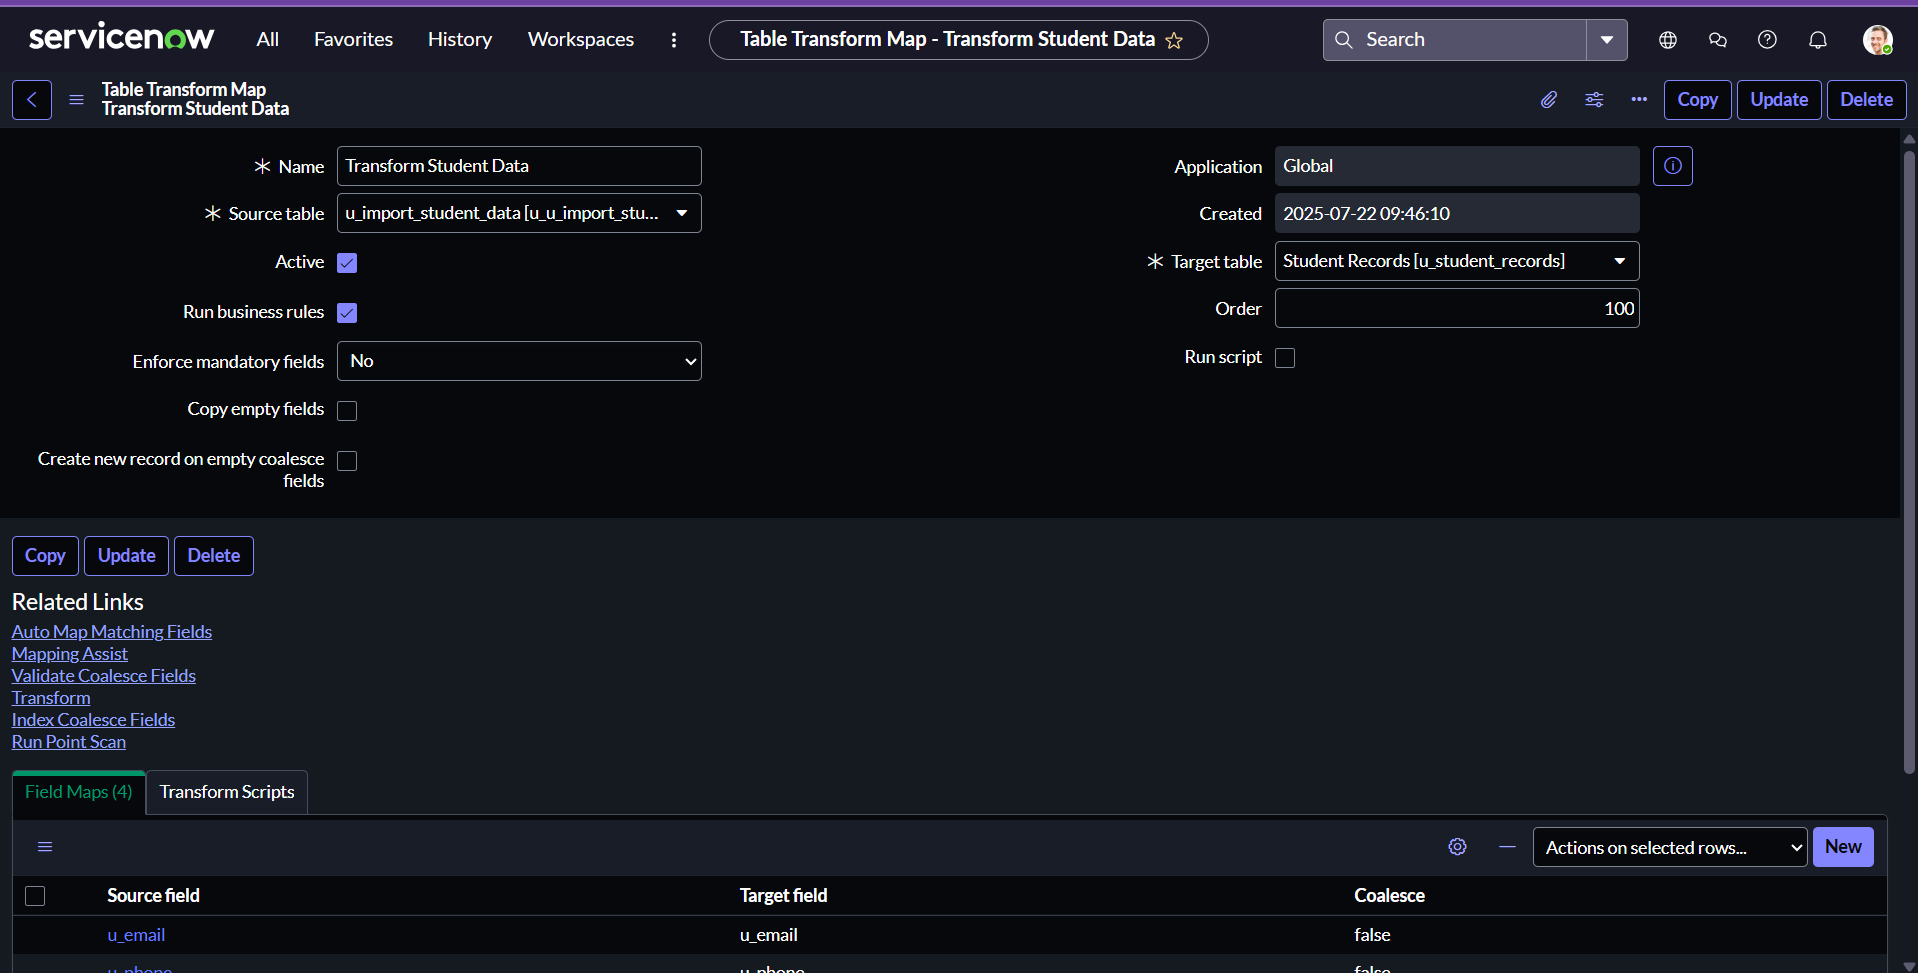 servicenow All Favorites History Workspaces Table Transform Map - Transform Student Data Search
Table Transform Map
Transform Student Data
Copy Update Delete
Name Transform Student Data Application Global
Source table u_import_student_data [u_u_import_stu... Created 2025-07-22 09:46:10
Active Target table Student Records [u_student_records]
Run business rules Order 100
Enforce mandatory fields No Run script
Copy empty fields
Create new record on empty coalesce
fields
Copy Update Delete
Related Links
Auto Map Matching Fields
Mapping Assist
Validate Coalesce Fields
Transform
Index Coalesce Fields
Run Point Scan
Field Maps (4) Transform Scripts
Actions on selected rows... New
Source field Target field Coalesce
u_email u_email false
u_phone u_phone false